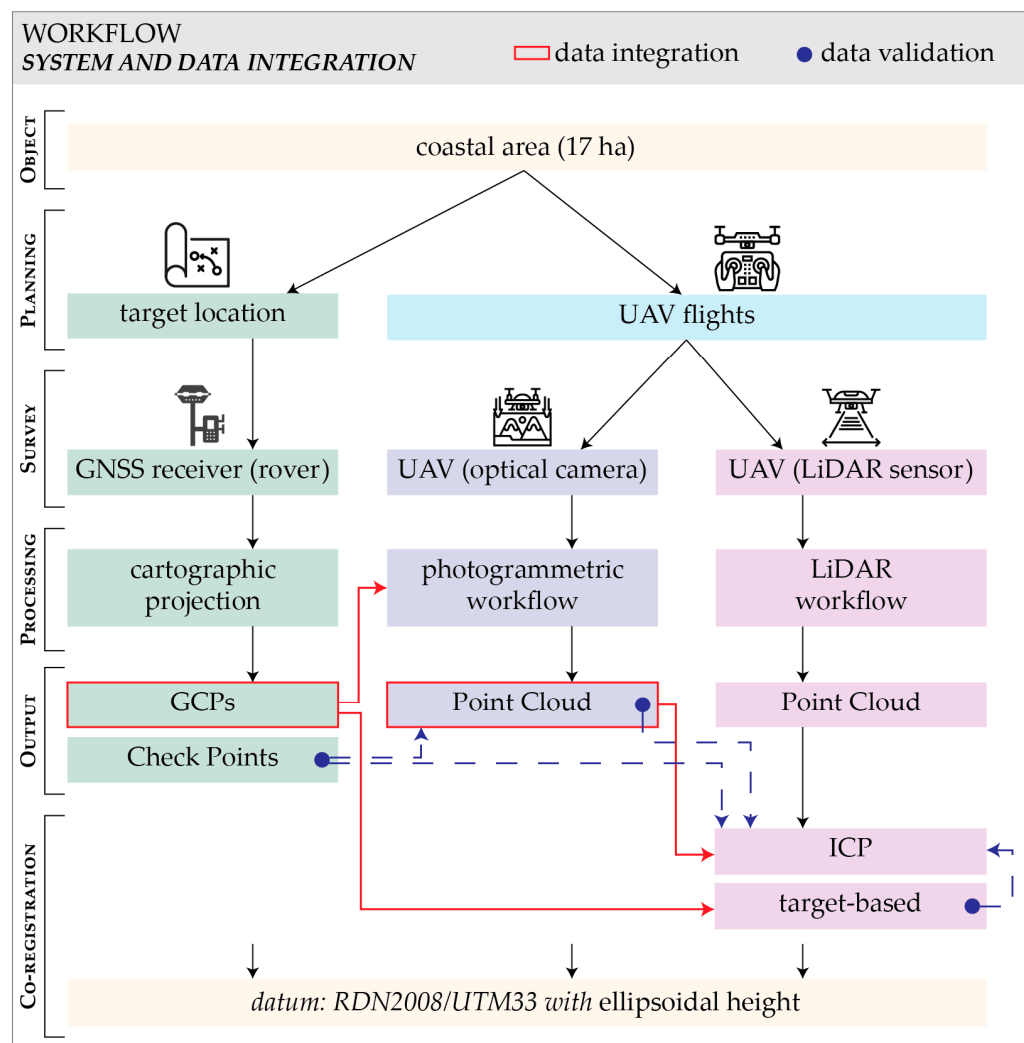 WORKFLOW
SYSTEM AND DATA INTEGRATION
data integration
data validation
OBJECT
coastal area (17 ha)
PLANNING
target location
UAV flights
SURVEY
GNSS receiver (rover)
UAV (optical camera)
UAV (LiDAR sensor)
PROCESSING
cartographic
projection
photogrammetric
workflow
LiDAR
workflow
OUTPUT
GCPs
Point Cloud
Point Cloud
Check Points
CO-REGISTRATION
ICP
target-based
datum: RDN2008/UTM33 with ellipsoidal height